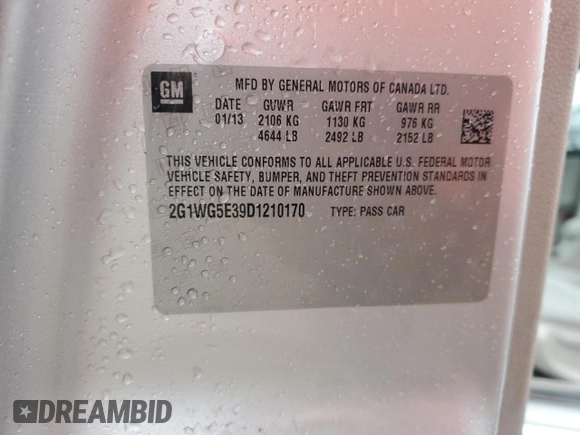 GM
MFD BY GENERAL MOTORS OF CANADA LTD.
DATE GVWR GAWR FRT GAWR RR
01/13 2106 KG 1130 KG 976 KG
4644 LB 2492 LB 2152 LB
THIS VEHICLE CONFORMS TO ALL APPLICABLE U.S. FEDERAL MOTOR
VEHICLE SAFETY, BUMPER, AND THEFT PREVENTION STANDARDS IN
EFFECT ON THE DATE OF MANUFACTURE SHOWN ABOVE.
2G1WG5E39D1210170 TYPE: PASS CAR
DREAMBID